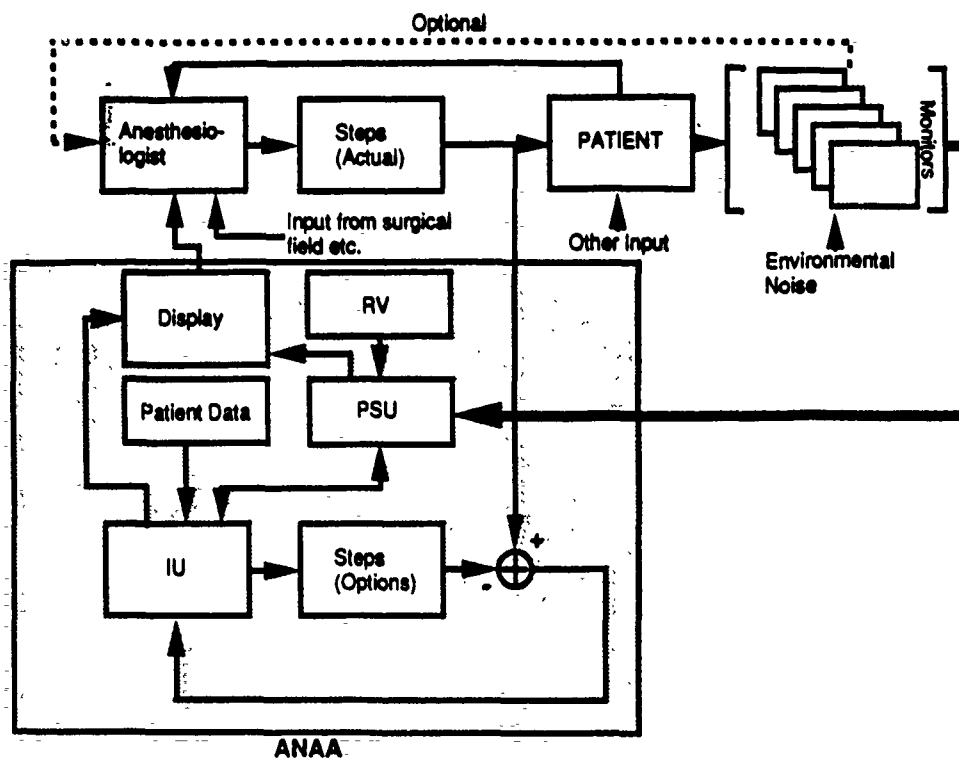 Optional
Anesthesio-
logist
Steps
(Actual)
PATIENT
Monitors
Input from surgical
field etc.
Other Input
Environmental
Noise
Display
RV
Patient Data
PSU
IU
Steps
(Options)
+
-
ANAA